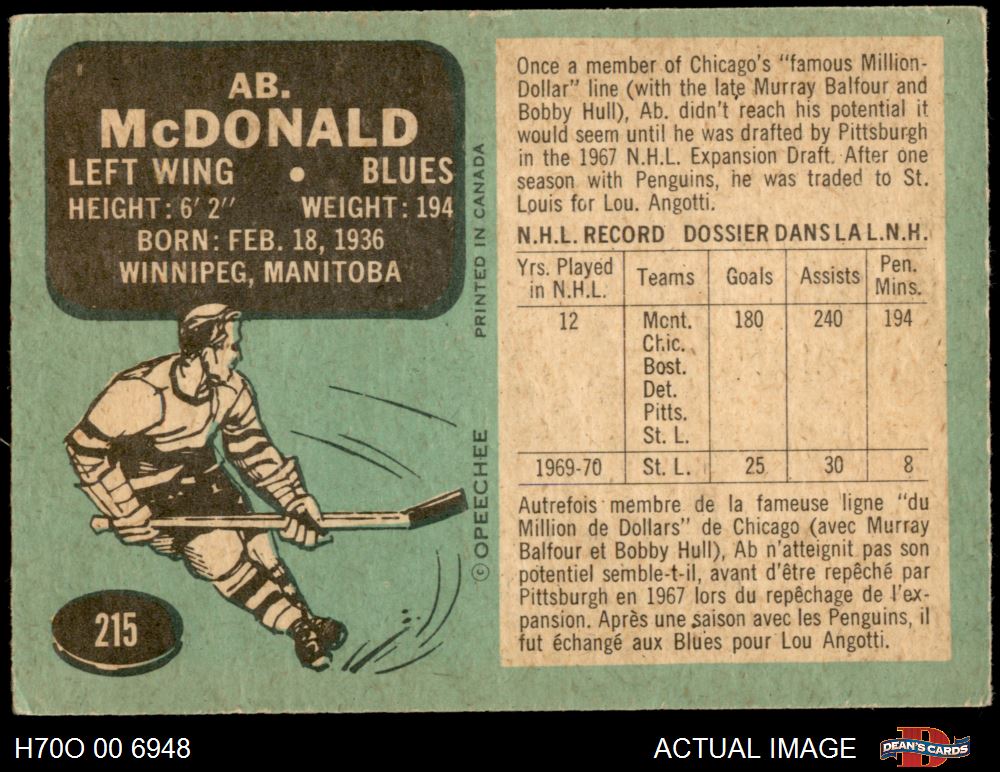 AB.
McDONALD
LEFT WING • BLUES
HEIGHT: 6' 2" WEIGHT: 194
BORN: FEB. 18, 1936
WINNIPEG, MANITOBA
PRINTED IN CANADA
© OPEECHEE
215
Once a member of Chicago's "famous Million-
Dollar" line (with the late Murray Balfour and
Bobby Hull), Ab. didn't reach his potential it
would seem until he was drafted by Pittsburgh
in the 1967 N.H.L. Expansion Draft. After one
season with Penguins, he was traded to St.
Louis for Lou. Angotti.
N.H.L. RECORD DOSSIER DANS LA L.N.H.
Yrs. Played in N.H.L. Teams Goals Assists Pen. Mins.
12 Mont. 180 240 194
Chic.
Bost.
Det.
Pitts.
St. L.
1969-70 St. L. 25 30 8
Autrefois membre de la fameuse ligne "du
Million de Dollars" de Chicago (avec Murray
Balfour et Bobby Hull), Ab n'atteignit pas son
potentiel semble-t-il, avant d'être repêché par
Pittsburgh en 1967 lors du repêchage de l'ex-
pansion. Après une saison avec les Penguins, il
fut échangé aux Blues pour Lou Angotti.
H70O 00 6948
ACTUAL IMAGE
D
DEAN'S CARDS